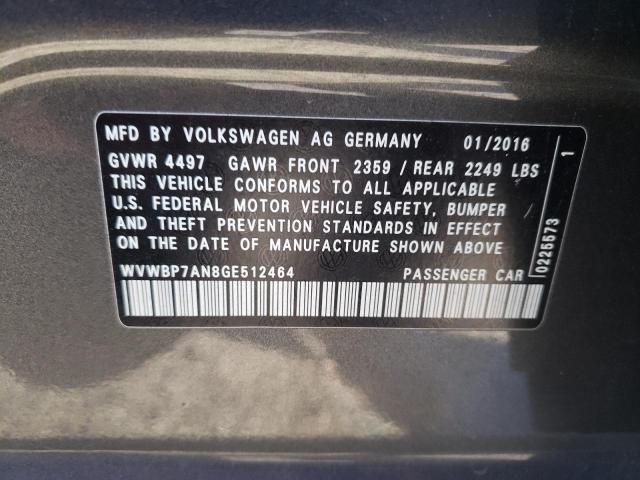 MFD BY VOLKSWAGEN AG GERMANY 01/2016
GVWR 4497 GAWR FRONT 2359 / REAR 2249 LBS
THIS VEHICLE CONFORMS TO ALL APPLICABLE
U.S. FEDERAL MOTOR VEHICLE SAFETY, BUMPER
AND THEFT PREVENTION STANDARDS IN EFFECT
ON THE DATE OF MANUFACTURE SHOWN ABOVE
WVWBP7AN8GE512464 PASSENGER CAR
0225573 1